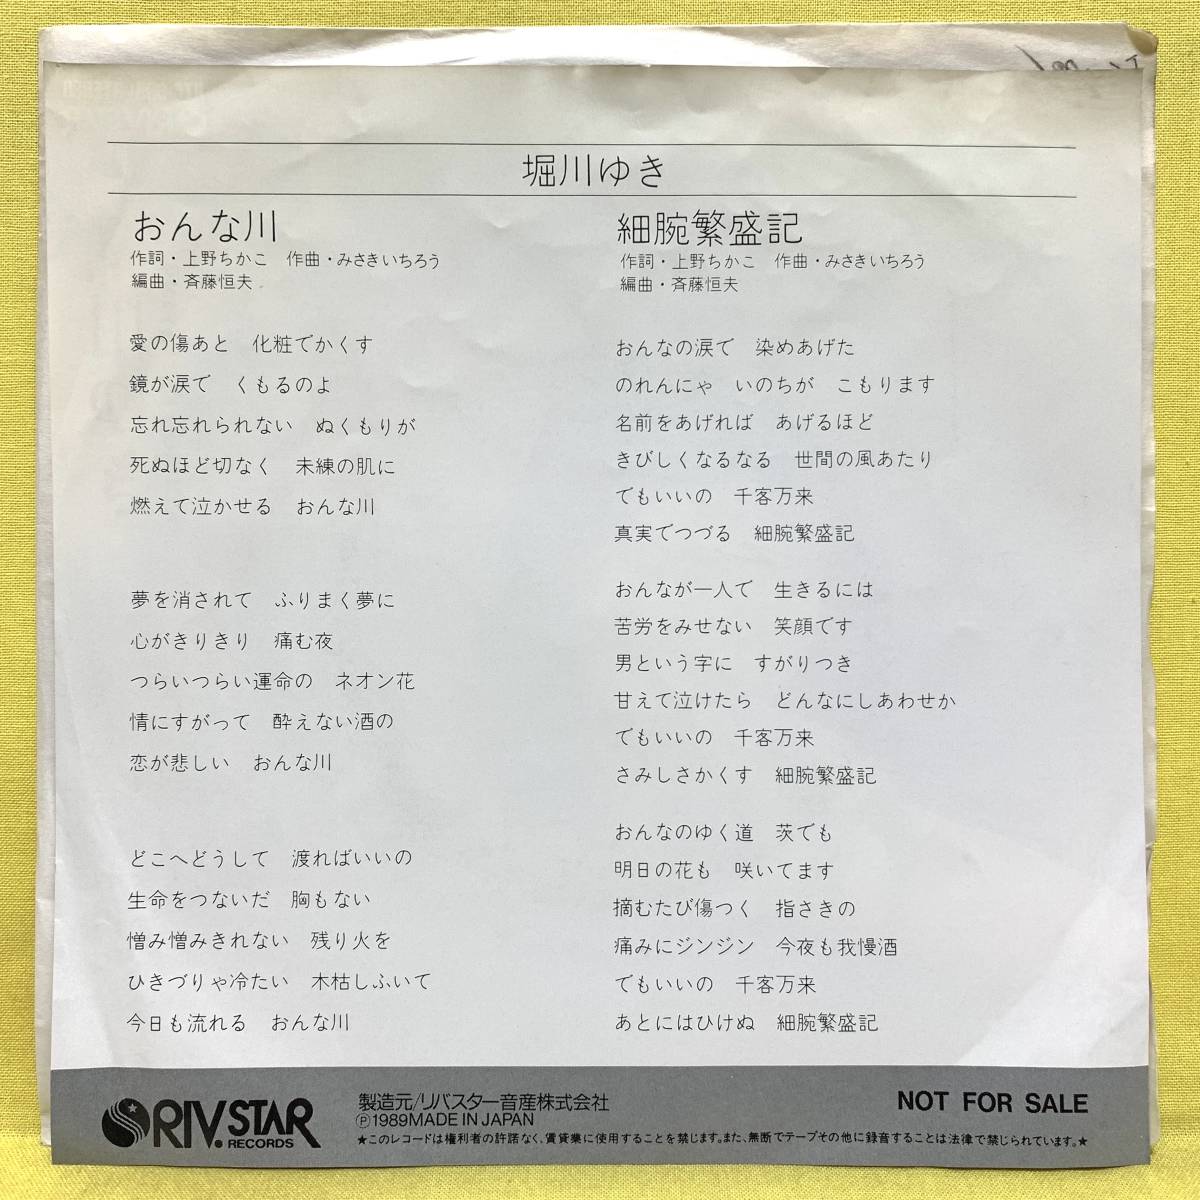 堀川ゆき
おんな川
作詞・上野ちかこ　作曲・みさきいちろう
編曲・斉藤恒夫
愛の傷あと　化粧でかくす
鏡が涙で　くもるのよ
忘れ忘れられない　ぬくもりが
死ぬほど切なく　未練の肌に
燃えて泣かせる　おんな川
夢を消されて　ふりまく夢に
心がきりきり　痛む夜
つらいつらい運命の　ネオン花
情にすがって　酔えない酒の
恋が悲しい　おんな川
どこへどうして　渡ればいいの
生命をつないだ　胸もない
憎み憎みきれない　残り火を
ひきづりゃ冷たい　木枯しふいて
今日も流れる　おんな川
細腕繁盛記
作詞・上野ちかこ　作曲・みさきいちろう
編曲・斉藤恒夫
おんなの涙で　染めあげた
のれんにゃ　いのちが　こもります
名前をあげれば　あげるほど
きびしくなるなる　世間の風あたり
でもいいの　千客万来
真実でつづる　細腕繁盛記
おんなが一人で　生きるには
苦労をみせない　笑顔です
男という字に　すがりつき
甘えて泣けたら　どんなにしあわせか
でもいいの　千客万来
さみしさかくす　細腕繁盛記
おんなのゆく道　茨でも
明日の花も　咲いてます
摘むたび傷つく　指さきの
痛みにジンジン　今夜も我慢酒
でもいいの　千客万来
あとにはひけぬ　細腕繁盛記
RIV.STAR
RECORDS
製造元/リバスター音産株式会社
Ⓟ1989 MADE IN JAPAN
★このレコードは権利者の許諾なく、賃貸業に使用することを禁じます。また、無断でテープその他に録音することは法律で禁じられています。★
NOT FOR SALE